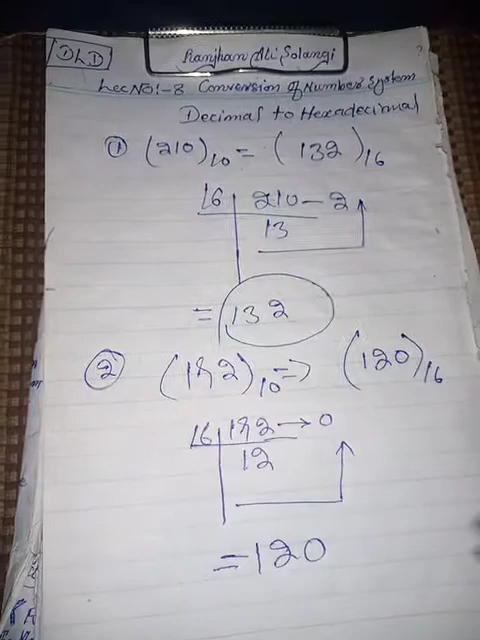 DLD
Ranjhan Ali Solangi
Lec NO:-8 Conversion of Number System
Decimal to Hexadecimal
① (210)₁₀ = (132)₁₆
16 | 210 – 2
13
= 132
② (192)₁₀ => (120)₁₆
16 | 192 → 0
12
= 120